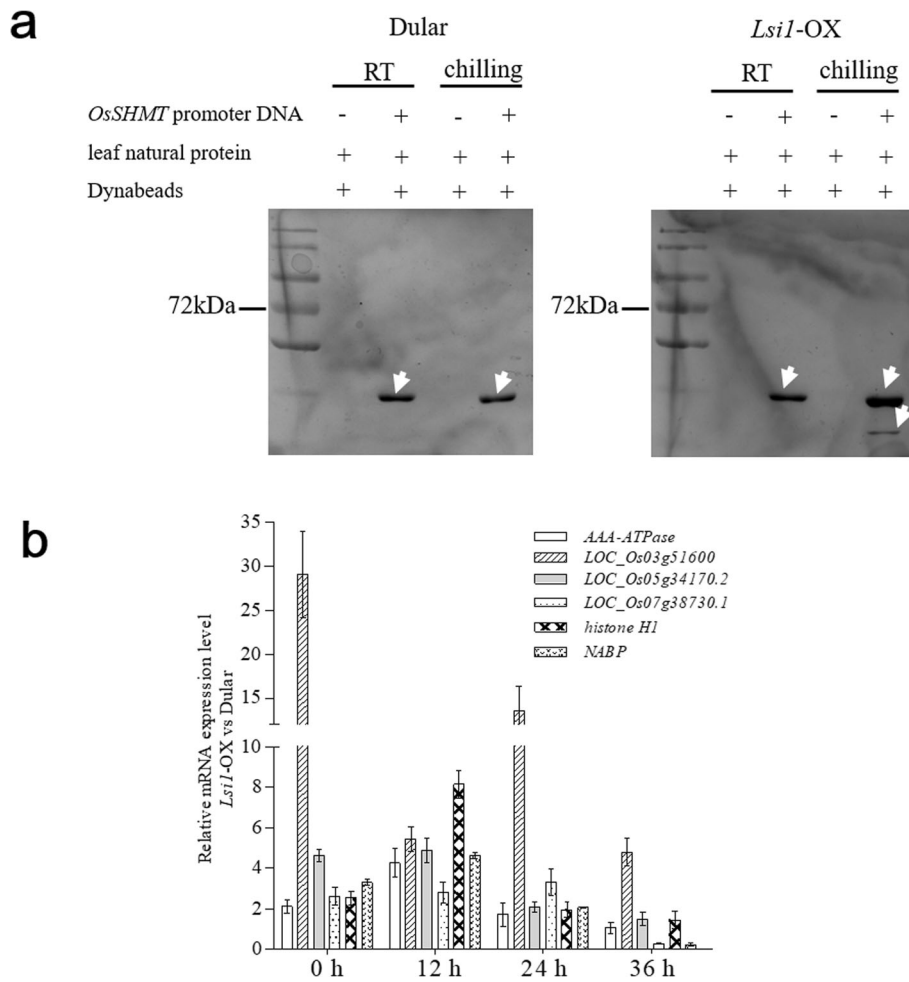 a
Dular
Lsi1-OX
RT
chilling
RT
chilling
OsSHMT promoter DNA
- + - +
- + - +
leaf natural protein
+ + + +
+ + + +
Dynabeads
+ + + +
+ + + +
72kDa
72kDa
b
Relative mRNA expression level
Lsi1-OX vs Dular
35
30
25
20
15
10
8
6
4
2
0
AAA-ATPase
LOC_Os03g51600
LOC_Os05g34170.2
LOC_Os07g38730.1
histone H1
NABP
0 h
12 h
24 h
36 h